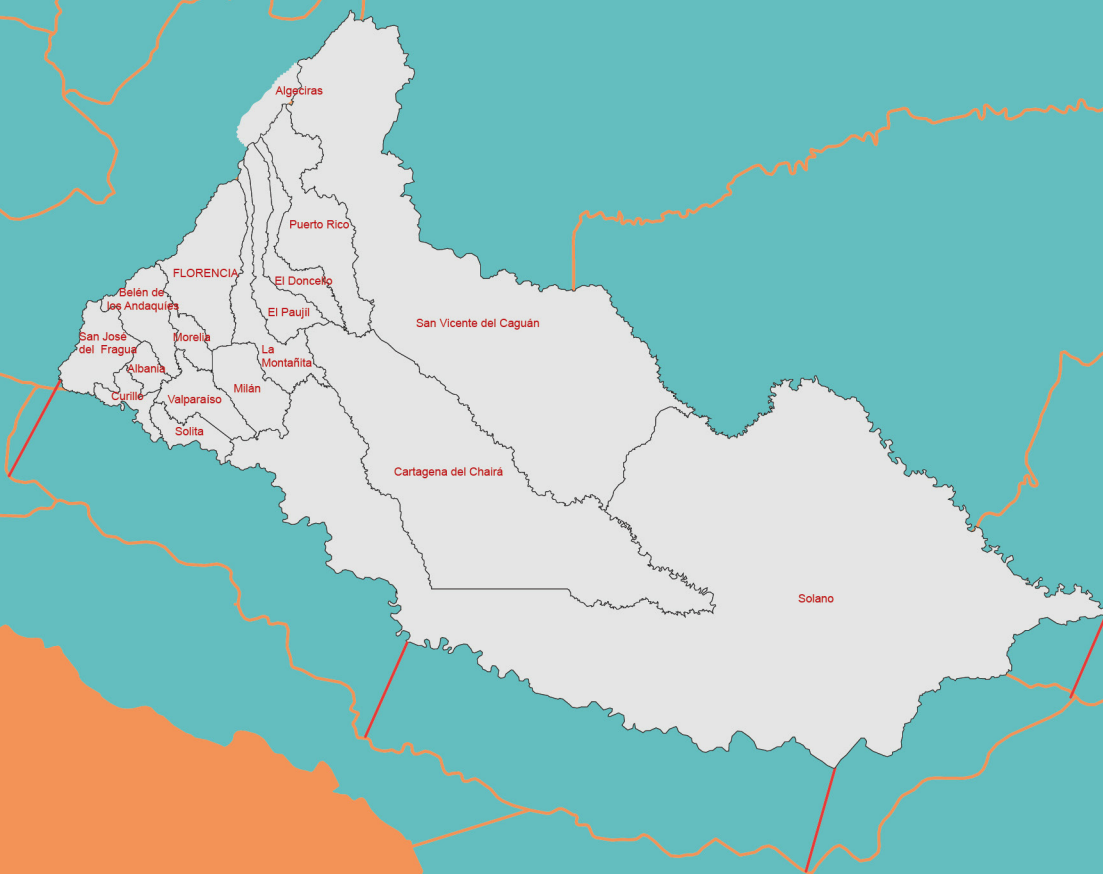 Algeciras
Puerto Rico
FLORENCIA
El Doncello
Belén de
los Andaquíes
El Paujil
San Vicente del Caguán
San José
del Fragua
Morelia
La
Montañita
Albania
Milán
Curillo
Valparaíso
Solita
Cartagena del Chairá
Solano